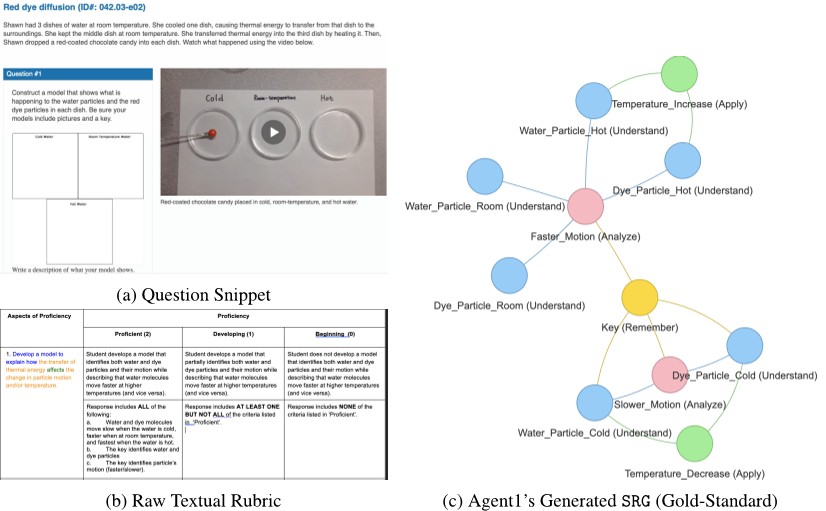 Red dye diffusion (ID#: 042.03-e02)
Shawn had 3 dishes of water at room temperature. She cooled one dish, causing thermal energy to transfer from that dish to the
surroundings. She kept the middle dish at room temperature. She transferred thermal energy into the third dish by heating it. Then,
Shawn dropped a red-coated chocolate candy into each dish. Watch what happened using the video below.
Question #1
Construct a model that shows what is
happening to the water particles and the red
dye particles in each dish. Be sure your
models include pictures and a key.
Cold Water
Room Temperature Water
Hot Water
Write a description of what your model shows.
Cold
Room-temperature
Hot
Red-coated chocolate candy placed in cold, room-temperature, and hot water.
(a) Question Snippet
Aspects of Proficiency
Proficiency
Proficient (2)
Developing (1)
Beginning (0)
1. Develop a model to
explain how the transfer of
thermal energy affects the
change in particle motion
and/or temperature.
Student develops a model that
identifies both water and dye
particles and their motion while
describing that water molecules
move faster at higher
temperatures (and vice versa).
Student develops a model that
partially identifies both water and
dye particles and their motion while
describing that water molecules
move faster at higher temperatures
(and vice versa).
Student does not develop a model
that identifies both water and dye
particles and their motion while
describing that water molecules
move faster at higher temperatures
(and vice versa).
Response includes ALL of the
following:
a. Water and dye molecules
move slow when the water is cold,
faster when at room temperature,
and fastest when the water is hot.
b. The key identifies water and
dye particles
c. The key identifies particle's
motion (faster/slower).
Response includes AT LEAST ONE
BUT NOT ALL of the criteria listed
in 'Proficient'.
Response includes NONE of the
criteria listed in 'Proficient'.
(b) Raw Textual Rubric
Temperature_Increase (Apply)
Water_Particle_Hot (Understand)
Dye_Particle_Hot (Understand)
Water_Particle_Room (Understand)
Faster_Motion (Analyze)
Dye_Particle_Room (Understand)
Key (Remember)
Dye_Particle_Cold (Understand)
Slower_Motion (Analyze)
Water_Particle_Cold (Understand)
Temperature_Decrease (Apply)
(c) Agent1's Generated SRG (Gold-Standard)